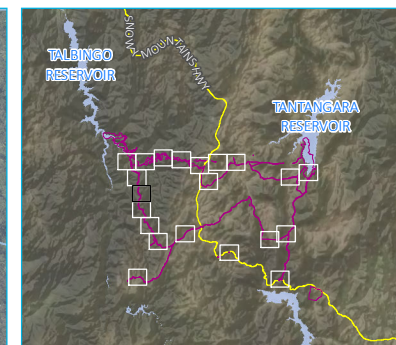 SNOWY MOUNTAINS HWY
TALBINGO
RESERVOIR
TANTANGARA
RESERVOIR